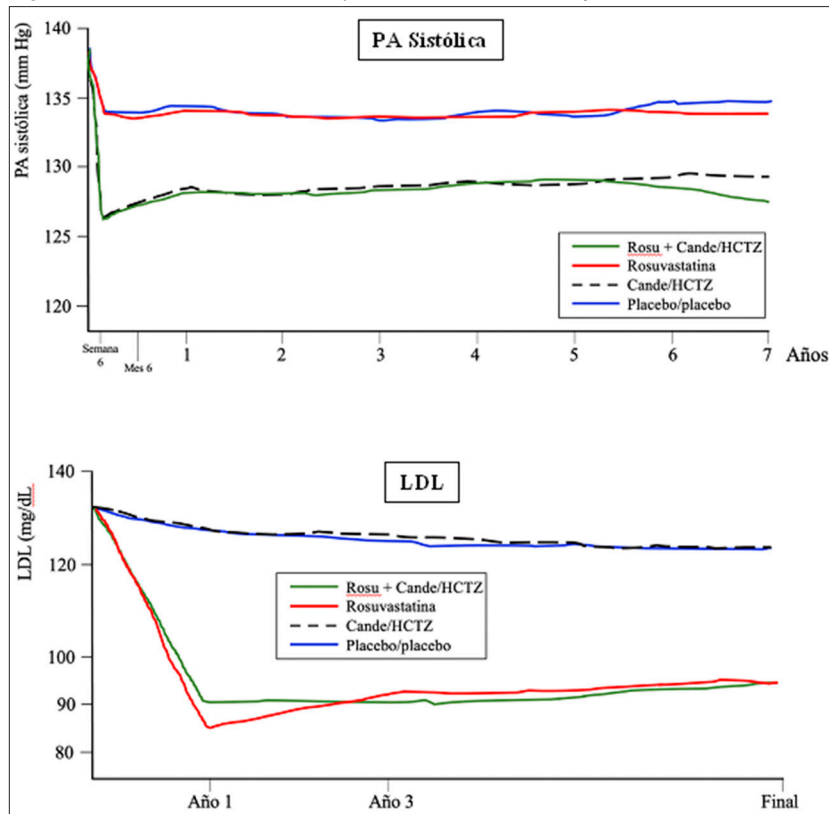 PA Sistólica
PA sistólica (mm Hg)
140
135
130
125
120
Rosu + Cande/HCTZ
Rosuvastatina
Cande/HCTZ
Placebo/placebo
Semana
6
Mes 6
1
2
3
4
5
6
7
Años
LDL
LDL (mg/dL
140
120
100
90
80
Rosu + Cande/HCTZ
Rosuvastatina
Cande/HCTZ
Placebo/placebo
Año 1
Año 3
Final